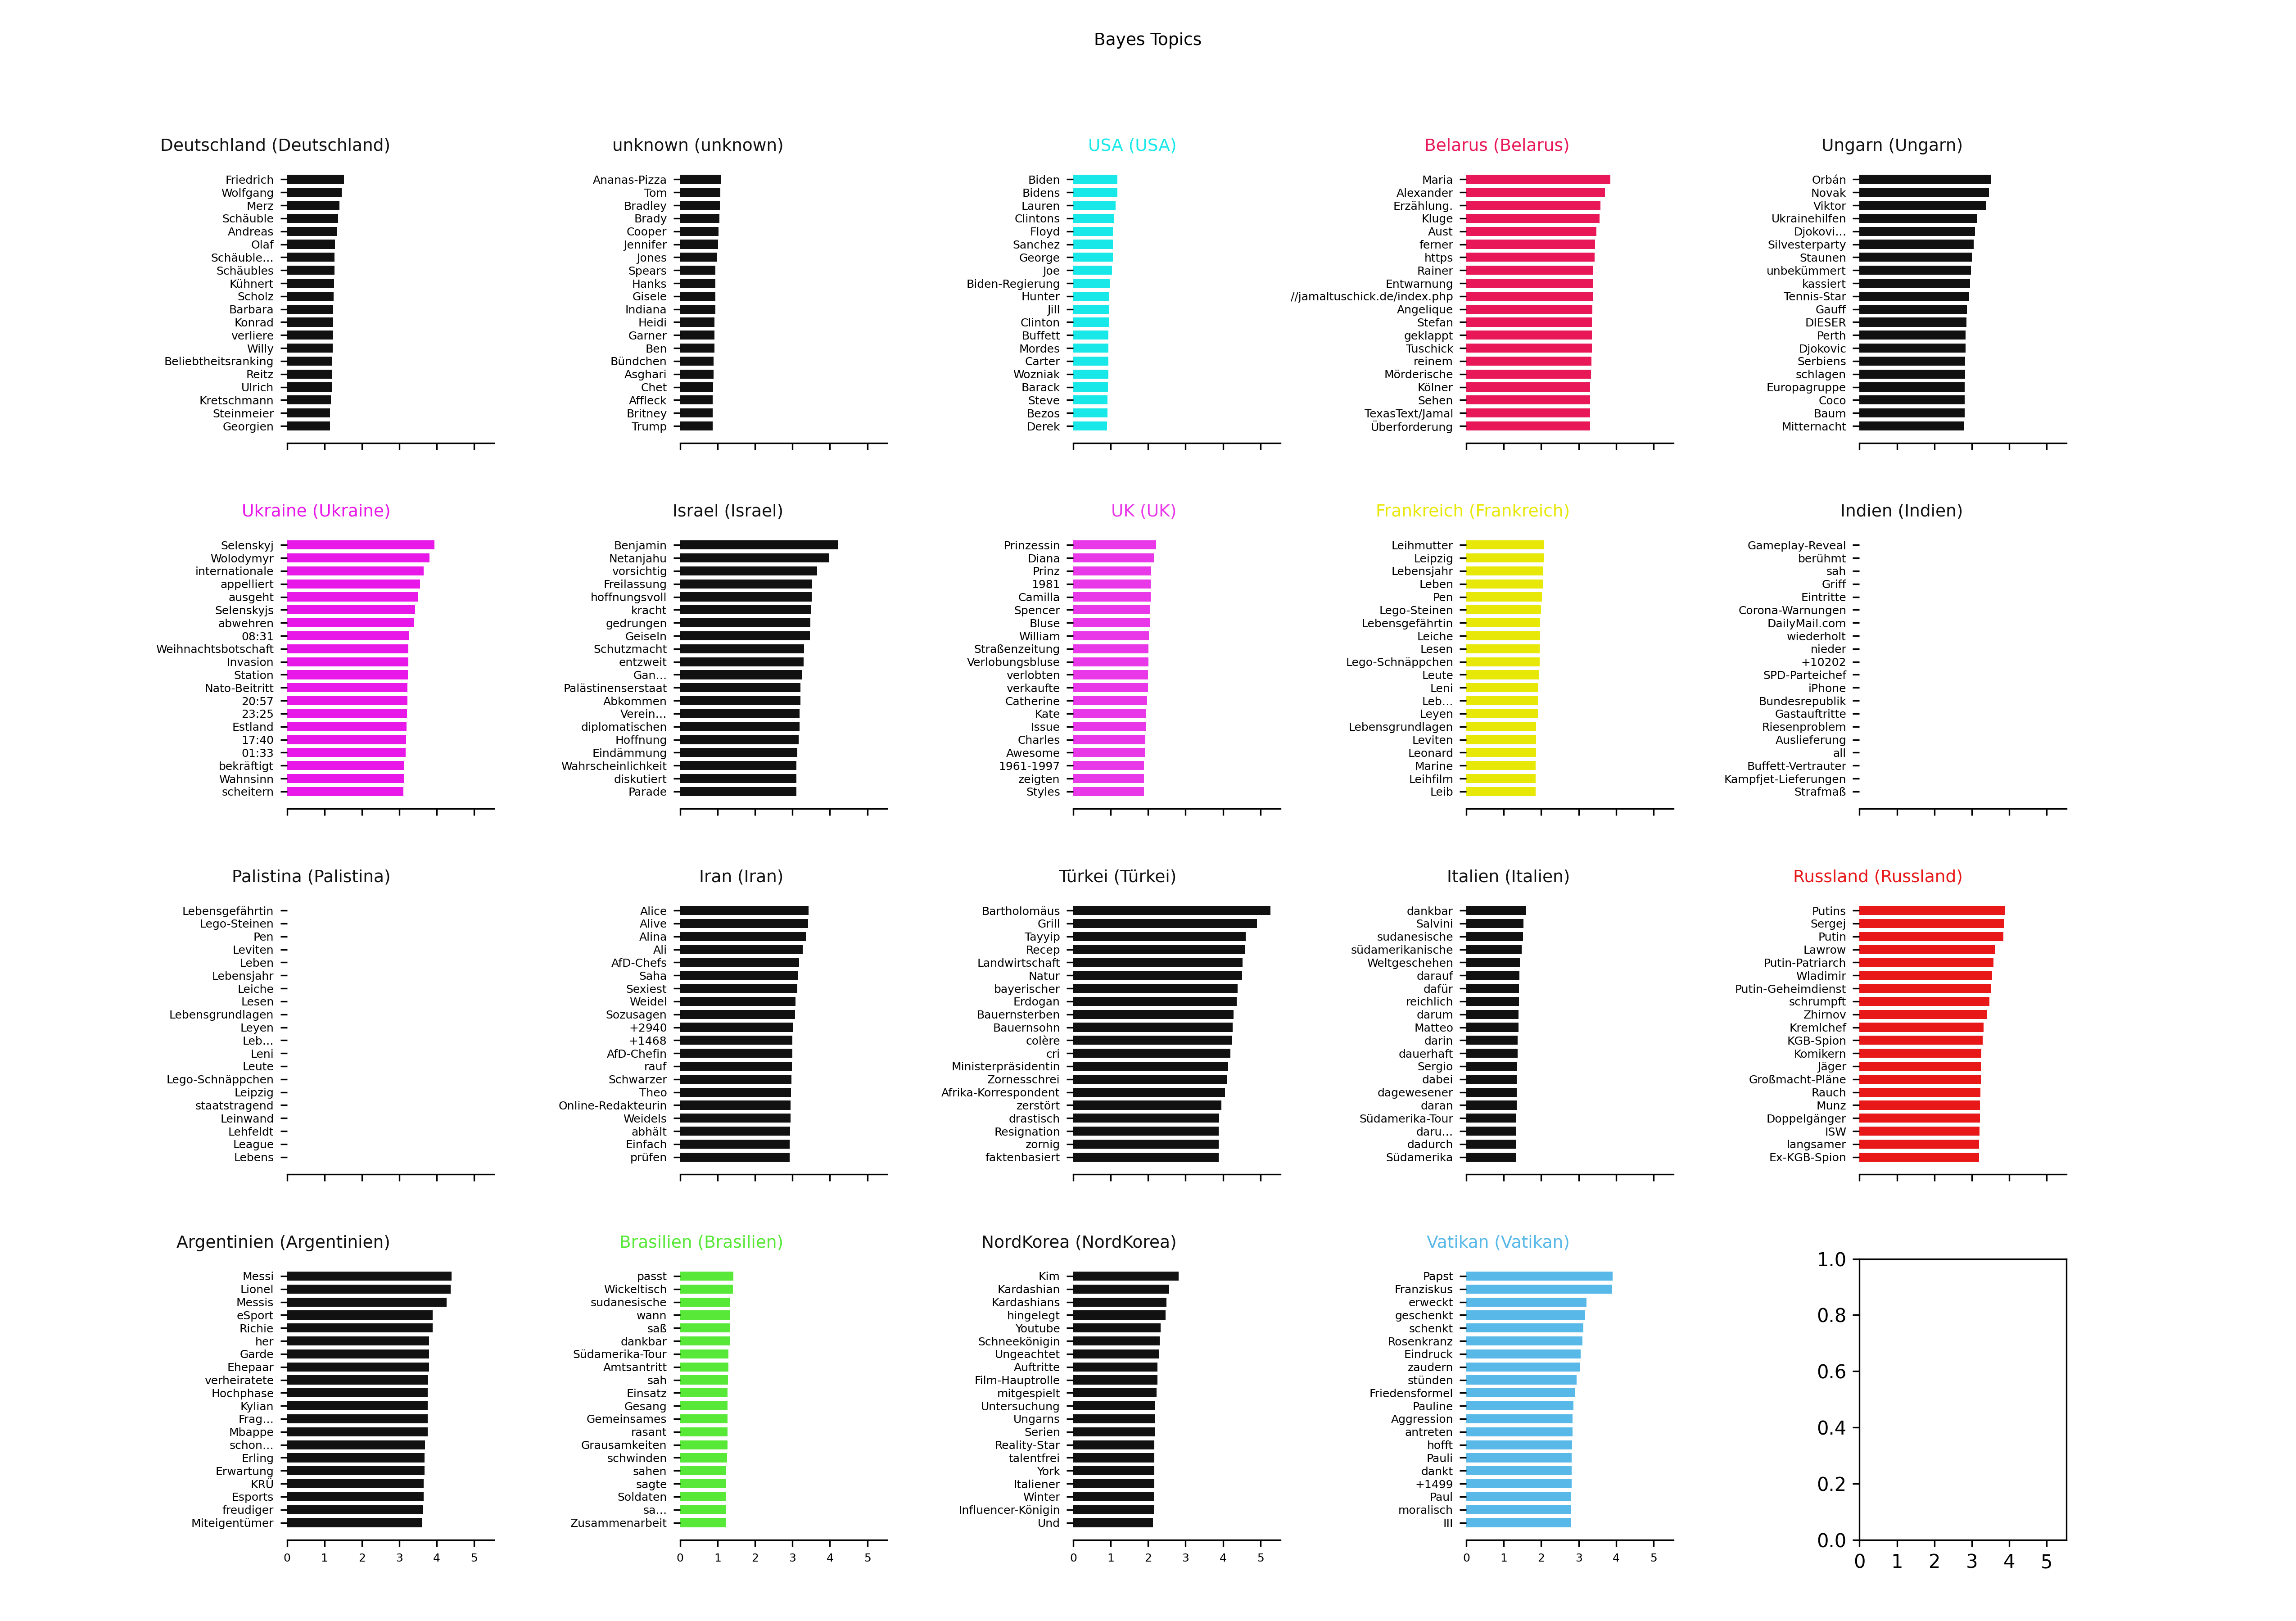 Bayes Topics
Deutschland (Deutschland)
Friedrich
Wolfgang
Merz
Schäuble
Andreas
Olaf
Schäuble...
Schäubles
Kühnert
Scholz
Barbara
Konrad
verliere
Willy
Beliebtheitsranking
Reitz
Ulrich
Kretschmann
Steinmeier
Georgien
unknown (unknown)
Ananas-Pizza
Tom
Bradley
Brady
Cooper
Jennifer
Jones
Spears
Hanks
Gisele
Indiana
Heidi
Garner
Ben
Bündchen
Asghari
Chet
Affleck
Britney
Trump
USA (USA)
Biden
Bidens
Lauren
Clintons
Floyd
Sanchez
George
Joe
Biden-Regierung
Hunter
Jill
Clinton
Buffett
Mordes
Carter
Wozniak
Barack
Steve
Bezos
Derek
Belarus (Belarus)
Maria
Alexander
Erzählung.
Kluge
Aust
ferner
https
Rainer
Entwarnung
//jamaltuschick.de/index.php
Angelique
Stefan
geklappt
Tuschick
reinem
Mörderische
Kölner
Sehen
TexasText/Jamal
Überforderung
Ungarn (Ungarn)
Orbán
Novak
Viktor
Ukrainehilfen
Djokovi...
Silvesterparty
Staunen
unbekümmert
kassiert
Tennis-Star
Gauff
DIESER
Perth
Djokovic
Serbiens
schlagen
Europagruppe
Coco
Baum
Mitternacht
Ukraine (Ukraine)
Selenskyj
Wolodymyr
internationale
appelliert
ausgeht
Selenskyjs
abwehren
08:31
Weihnachtsbotschaft
Invasion
Station
Nato-Beitritt
20:57
23:25
Estland
17:40
01:33
bekräftigt
Wahnsinn
scheitern
Israel (Israel)
Benjamin
Netanjahu
vorsichtig
Freilassung
hoffnungsvoll
kracht
gedrungen
Geiseln
Schutzmacht
entzweit
Gan...
Palästinenserstaat
Abkommen
Verein...
diplomatischen
Hoffnung
Eindämmung
Wahrscheinlichkeit
diskutiert
Parade
UK (UK)
Prinzessin
Diana
Prinz
1981
Camilla
Spencer
Bluse
William
Straßenzeitung
Verlobungsbluse
verlobten
verkaufte
Catherine
Kate
Issue
Charles
Awesome
1961-1997
zeigten
Styles
Frankreich (Frankreich)
Leihmutter
Leipzig
Lebensjahr
Leben
Pen
Lego-Steinen
Lebensgefährtin
Leiche
Lesen
Lego-Schnäppchen
Leute
Leni
Leb...
Leyen
Lebensgrundlagen
Leviten
Leonard
Marine
Leihfilm
Leib
Indien (Indien)
Gameplay-Reveal
berühmt
sah
Griff
Eintritte
Corona-Warnungen
DailyMail.com
wiederholt
nieder
+10202
SPD-Parteichef
iPhone
Bundesrepublik
Gastauftritte
Riesenproblem
Auslieferung
all
Buffett-Vertrauter
Kampfjet-Lieferungen
Strafmaß
Palistina (Palistina)
Lebensgefährtin
Lego-Steinen
Pen
Leviten
Leben
Lebensjahr
Leiche
Lesen
Lebensgrundlagen
Leyen
Leb...
Leni
Leute
Lego-Schnäppchen
Leipzig
staatstragend
Leinwand
Lehfeldt
League
Lebens
Iran (Iran)
Alice
Alive
Alina
Ali
AfD-Chefs
Saha
Sexiest
Weidel
Sozusagen
+2940
+1468
AfD-Chefin
rauf
Schwarzer
Theo
Online-Redakteurin
Weidels
abhält
Einfach
prüfen
Türkei (Türkei)
Bartholomäus
Grill
Tayyip
Recep
Landwirtschaft
Natur
bayerischer
Erdogan
Bauernsterben
Bauernsohn
colère
cri
Ministerpräsidentin
Zornesschrei
Afrika-Korrespondent
zerstört
drastisch
Resignation
zornig
faktenbasiert
Italien (Italien)
dankbar
Salvini
sudanesische
südamerikanische
Weltgeschehen
darauf
dafür
reichlich
darum
Matteo
darin
dauerhaft
Sergio
dabei
dagewesener
daran
Südamerika-Tour
daru...
dadurch
Südamerika
Russland (Russland)
Putins
Sergej
Putin
Lawrow
Putin-Patriarch
Wladimir
Putin-Geheimdienst
schrumpft
Zhirnov
Kremlchef
KGB-Spion
Komikern
Jäger
Großmacht-Pläne
Rauch
Munz
Doppelgänger
ISW
langsamer
Ex-KGB-Spion
Argentinien (Argentinien)
Messi
Lionel
Messis
eSport
Richie
her
Garde
Ehepaar
verheiratete
Hochphase
Kylian
Frag...
Mbappe
schon...
Erling
Erwartung
KRÜ
Esports
freudiger
Miteigentümer
0 1 2 3 4 5
Brasilien (Brasilien)
passt
Wickeltisch
sudanesische
wann
saß
dankbar
Südamerika-Tour
Amtsantritt
sah
Einsatz
Gesang
Gemeinsames
rasant
Grausamkeiten
schwinden
sahen
sagte
Soldaten
sa...
Zusammenarbeit
0 1 2 3 4 5
NordKorea (NordKorea)
Kim
Kardashian
Kardashians
hingelegt
Youtube
Schneekönigin
Ungeachtet
Auftritte
Film-Hauptrolle
mitgespielt
Untersuchung
Ungarns
Serien
Reality-Star
talentfrei
York
Italiener
Winter
Influencer-Königin
Und
0 1 2 3 4 5
Vatikan (Vatikan)
Papst
Franziskus
erweckt
geschenkt
schenkt
Rosenkranz
Eindruck
zaudern
stünden
Friedensformel
Pauline
Aggression
antreten
hofft
Pauli
dankt
+1499
Paul
moralisch
III
0 1 2 3 4 5
1.0
0.8
0.6
0.4
0.2
0.0
0 1 2 3 4 5